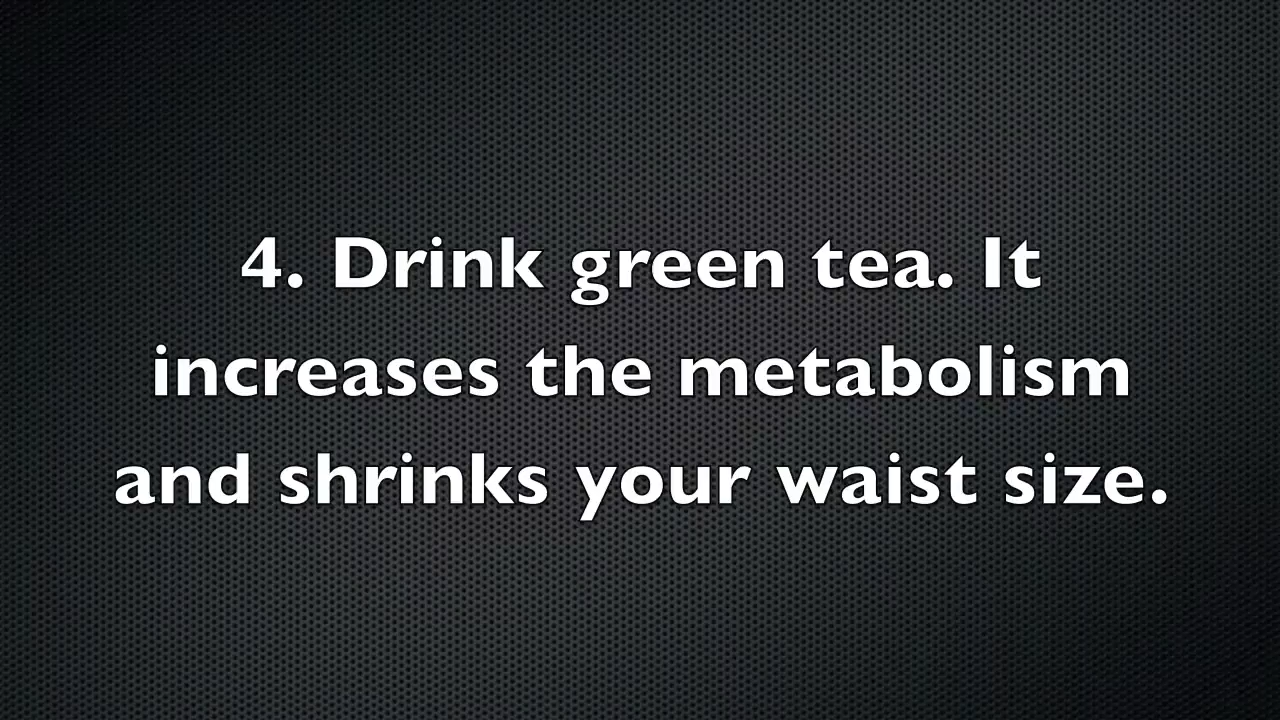 4. Drink green tea. It
increases the metabolism
and shrinks your waist size.